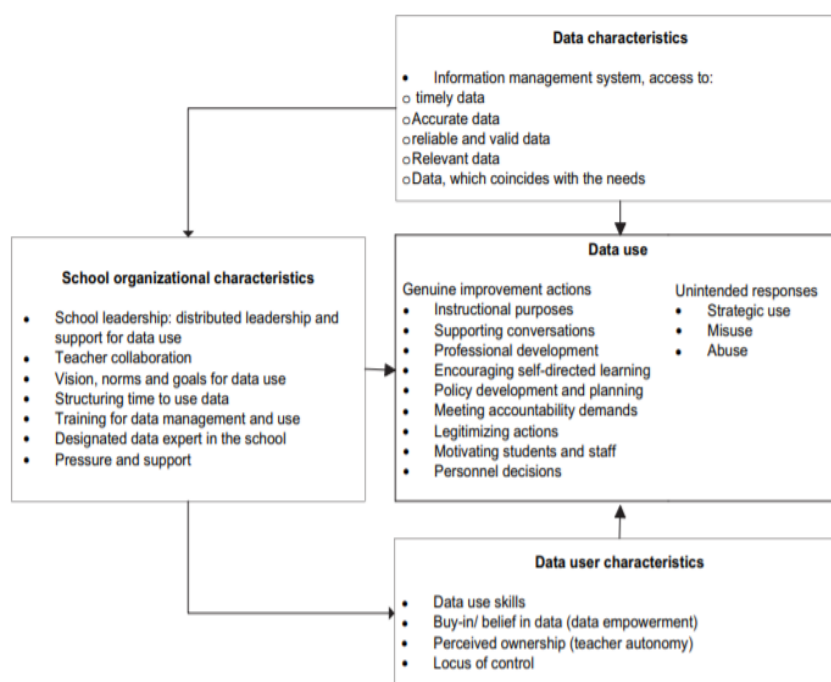 Data characteristics
• Information management system, access to:
o timely data
oAccurate data
oreliable and valid data
oRelevant data
oData, which coincides with the needs
School organizational characteristics
• School leadership: distributed leadership and
support for data use
• Teacher collaboration
• Vision, norms and goals for data use
• Structuring time to use data
• Training for data management and use
• Designated data expert in the school
• Pressure and support
Data use
Genuine improvement actions
• Instructional purposes
• Supporting conversations
• Professional development
• Encouraging self-directed learning
• Policy development and planning
• Meeting accountability demands
• Legitimizing actions
• Motivating students and staff
• Personnel decisions
Unintended responses
• Strategic use
• Misuse
• Abuse
Data user characteristics
• Data use skills
• Buy-in/ belief in data (data empowerment)
• Perceived ownership (teacher autonomy)
• Locus of control